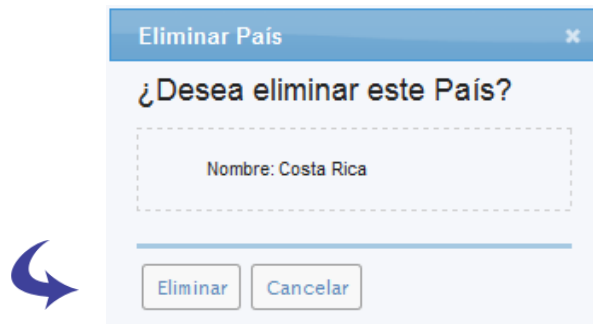 Eliminar País
¿Desea eliminar este País?
Nombre: Costa Rica
Eliminar Cancelar